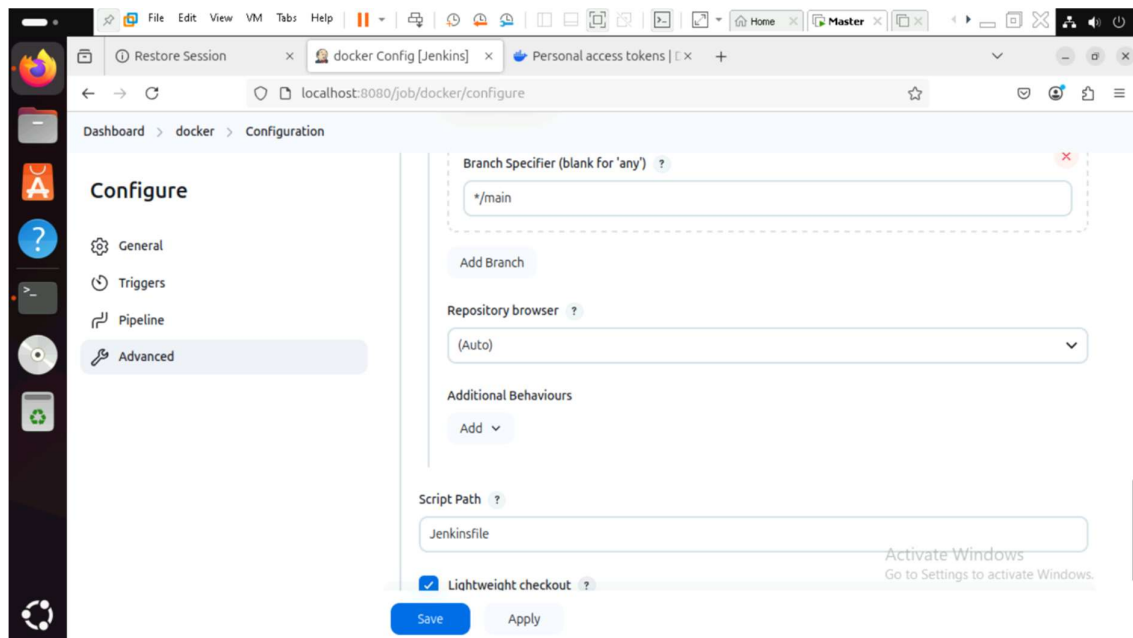 File Edit View VM Tabs Help Home Master
Restore Session docker Config [Jenkins] Personal access tokens | D
localhost:8080/job/docker/configure
Dashboard > docker > Configuration
Configure
General
Triggers
Pipeline
Advanced
Branch Specifier (blank for 'any') ?
*/main
Add Branch
Repository browser ?
(Auto)
Additional Behaviours
Add
Script Path ?
Jenkinsfile
Lightweight checkout ?
Save Apply
Activate Windows
Go to Settings to activate Windows.